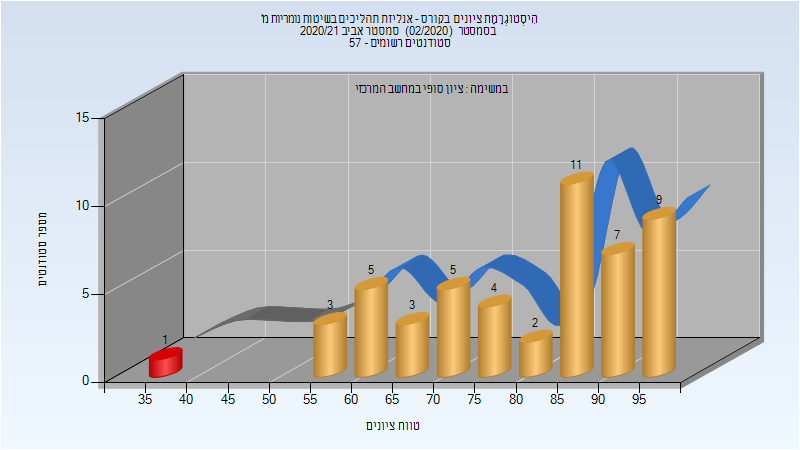 היסטוגרמת ציונים בקורס - אנליזת תהליכים בשיטות נומריות מ'
בסמסטר (02/2020) סמסטר אביב 2020/21
סטודנטים רשומים - 57
במשימה : ציון סופי במחשב המרכזי
מספר סטודנטים
15
10
5
0
1
3
5
3
5
4
2
11
7
9
35 40 45 50 55 60 65 70 75 80 85 90 95
טווח ציונים